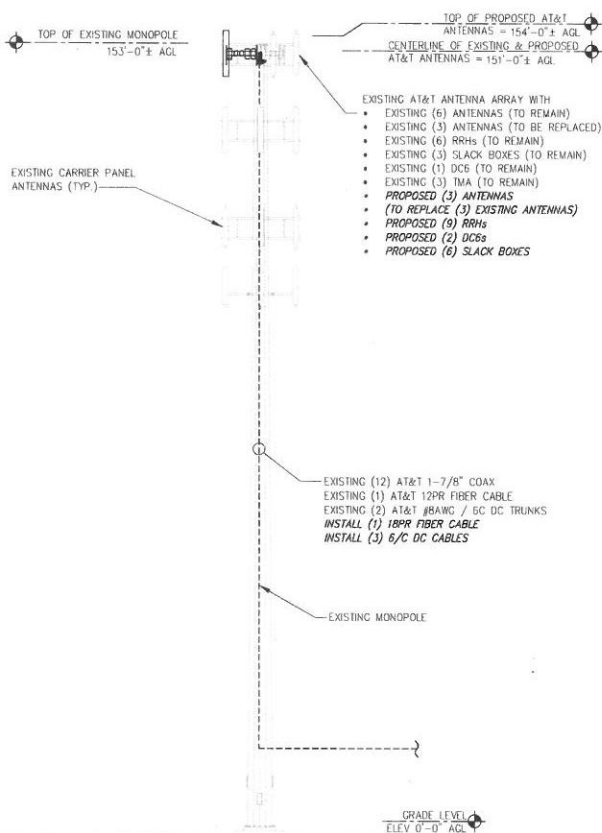 TOP OF EXISTING MONOPOLE
153'-0"± AGL
TOP OF PROPOSED AT&T
ANTENNAS = 154'-0"± AGL
CENTERLINE OF EXISTING & PROPOSED
AT&T ANTENNAS = 151'-0"± AGL
EXISTING AT&T ANTENNA ARRAY WITH
• EXISTING (6) ANTENNAS (TO REMAIN)
• EXISTING (3) ANTENNAS (TO BE REPLACED)
• EXISTING (6) RRHs (TO REMAIN)
• EXISTING (3) SLACK BOXES (TO REMAIN)
• EXISTING (1) DC6 (TO REMAIN)
• EXISTING (3) TMA (TO REMAIN)
• PROPOSED (3) ANTENNAS
• (TO REPLACE (3) EXISTING ANTENNAS)
• PROPOSED (9) RRHs
• PROPOSED (2) DC6s
• PROPOSED (6) SLACK BOXES
EXISTING CARRIER PANEL
ANTENNAS (TYP.)
EXISTING (12) AT&T 1-7/8" COAX
EXISTING (1) AT&T 12PR FIBER CABLE
EXISTING (2) AT&T #8AWG / 6C DC TRUNKS
INSTALL (1) 18PR FIBER CABLE
INSTALL (3) 6/C DC CABLES
EXISTING MONOPOLE
GRADE LEVEL
ELEV 0'-0" AGL